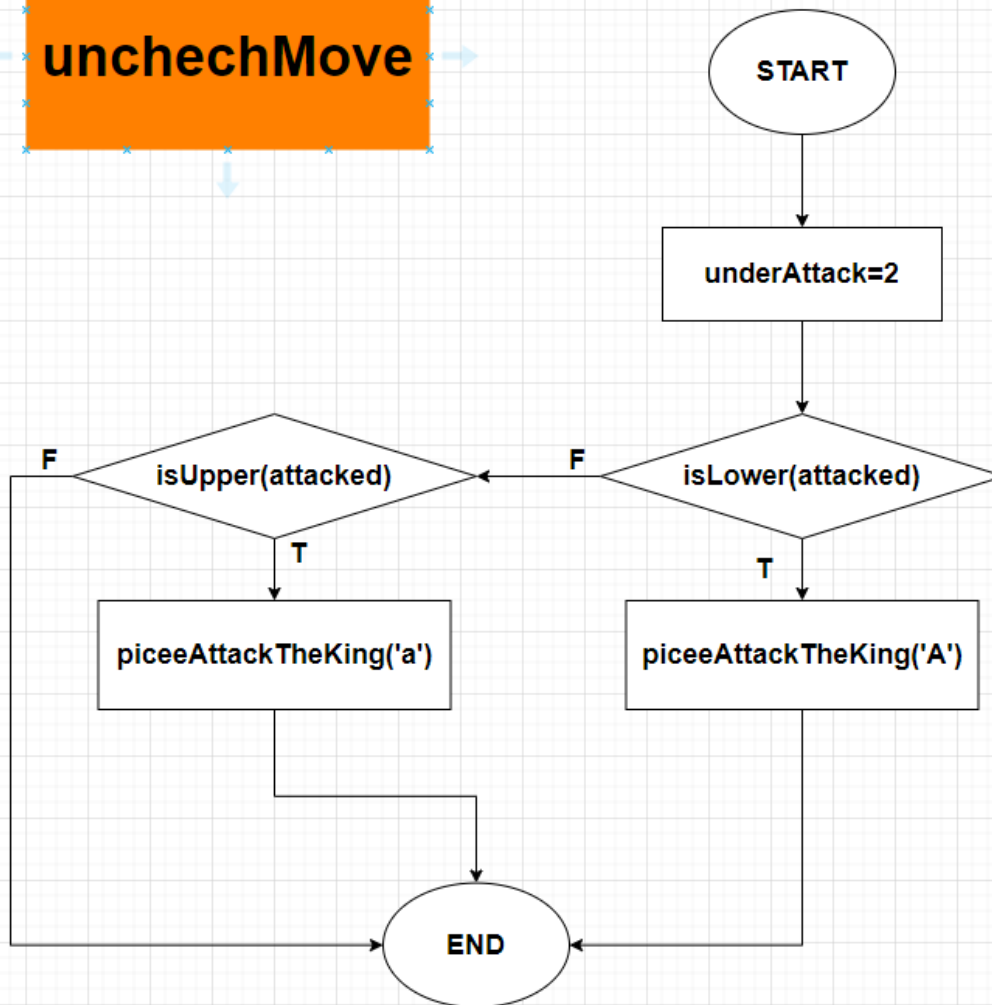 unchechMove
START
underAttack=2
F
isUpper(attacked)
F
isLower(attacked)
T
T
piceeAttackTheKing('a')
piceeAttackTheKing('A')
END